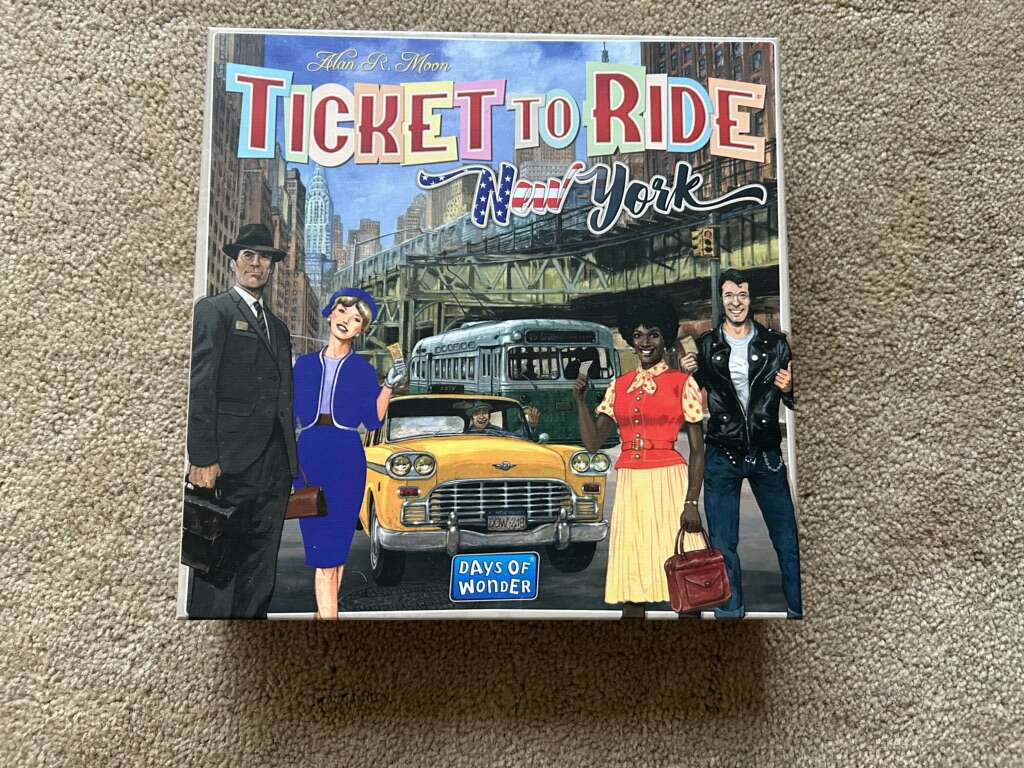 Alan R. Moon
TICKET TO RIDE
New York
DAYS OF
WONDER